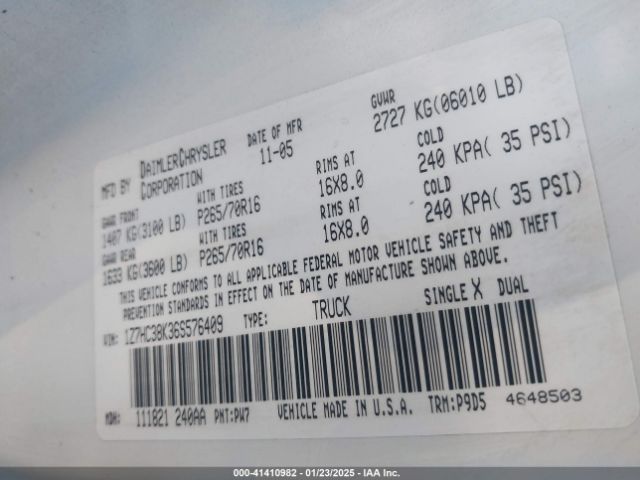 MFD BY DAIMLERCHRYSLER CORPORATION
DATE OF MFR 11-05
GVWR 2727 KG(06010 LB)
GAWR FRONT 1407 KG(3100 LB)
WITH TIRES P265/70R16
RIMS AT 16X8.0
COLD 240 KPA( 35 PSI)
GAWR REAR 1633 KG(3600 LB)
WITH TIRES P265/70R16
RIMS AT 16X8.0
COLD 240 KPA( 35 PSI)
THIS VEHICLE CONFORMS TO ALL APPLICABLE FEDERAL MOTOR VEHICLE SAFETY AND THEFT
PREVENTION STANDARDS IN EFFECT ON THE DATE OF MANUFACTURE SHOWN ABOVE.
VIN: 1Z7HC38K36S576409 TYPE: TRUCK SINGLE X DUAL
MDH: 111821 240AA PNT:PW7 VEHICLE MADE IN U.S.A. TRM:P9D5 4648503
000-41410982 / 01/23/2025 - IAA Inc.